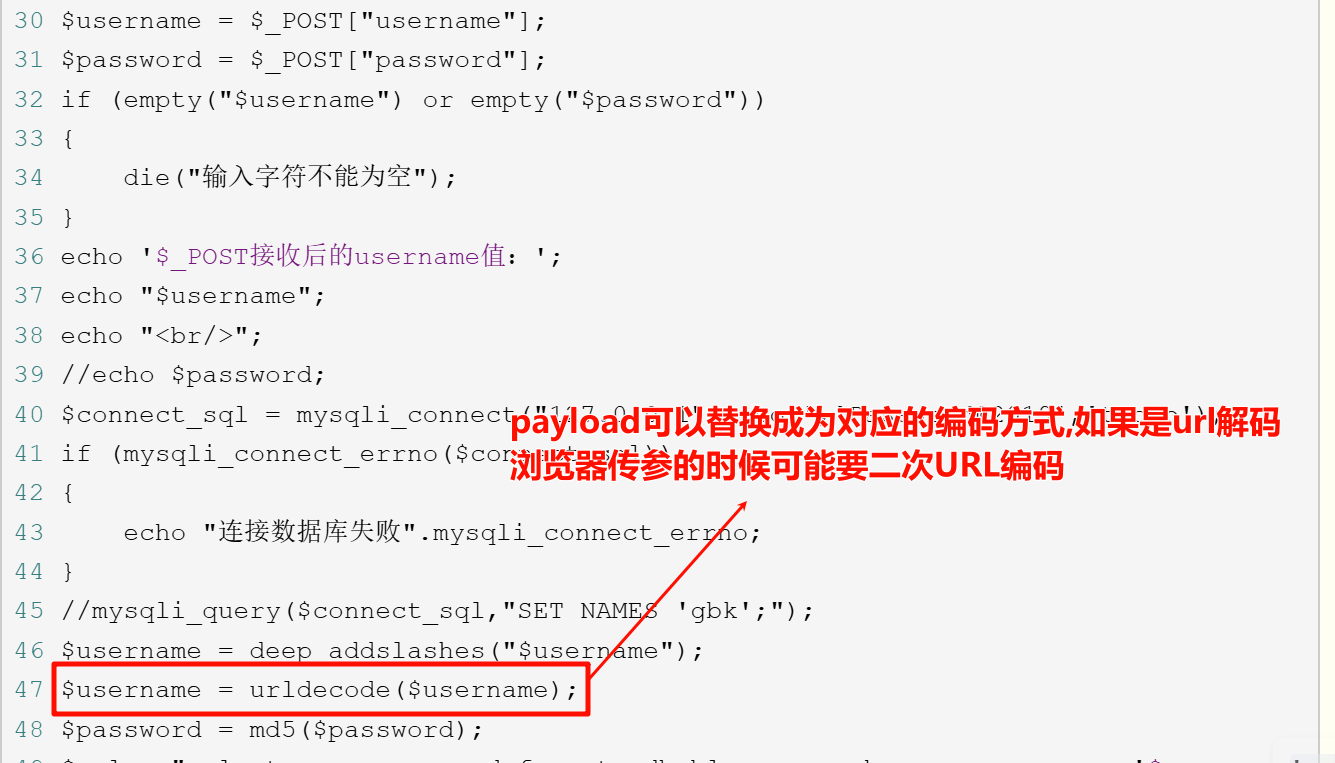 30 $username = $_POST["username"];
31 $password = $_POST["password"];
32 if (empty("$username") or empty("$password"))
33 {
34 die("输入字符不能为空");
35 }
36 echo '$_POST接收后的username值：';
37 echo "$username";
38 echo "<br/>";
39 //echo $password;
40 $connect_sql = mysqli_connect("
payload可以替换成为对应的编码方式,如果是url解码
41 if (mysqli_connect_errno($con
浏览器传参的时候可能要二次URL编码
42 {
43 echo "连接数据库失败".mysqli_connect_errno;
44 }
45 //mysqli_query($connect_sql,"SET NAMES 'gbk';");
46 $username = deep_addslashes("$username");
47 $username = urldecode($username);
48 $password = md5($password);